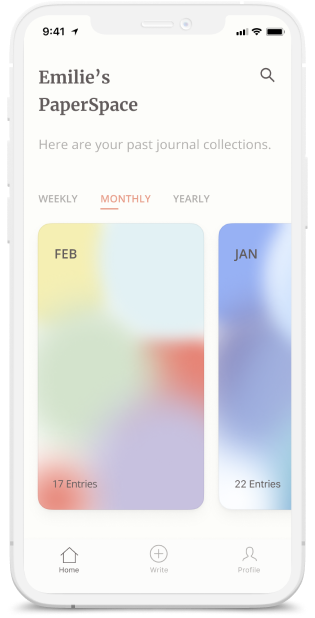 9:41
Emilie’s
PaperSpace
Here are your past journal collections.
WEEKLY MONTHLY YEARLY
FEB JAN
17 Entries 22 Entries
Home Write Profile